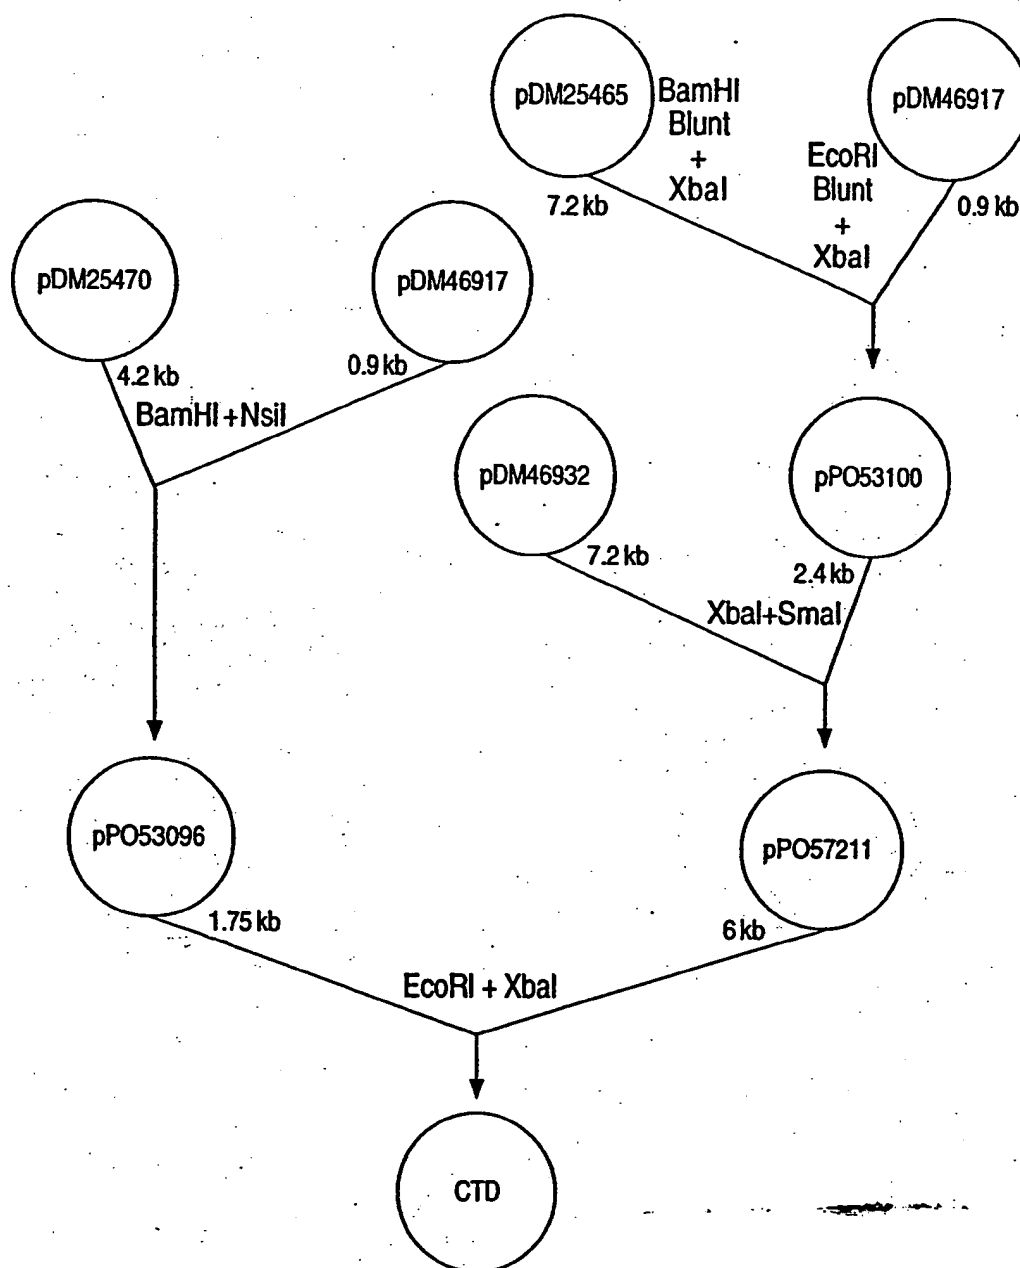 pDM25465
BamHI
Blunt
+
XbaI
7.2 kb
pDM46917
EcoRI
Blunt
+
XbaI
0.9 kb
pDM25470
4.2 kb
pDM46917
0.9 kb
BamHI + NsiI
pDM46932
7.2 kb
pPO53100
2.4 kb
XbaI+SmaI
pPO53096
1.75 kb
pPO57211
6 kb
EcoRI + XbaI
CTD